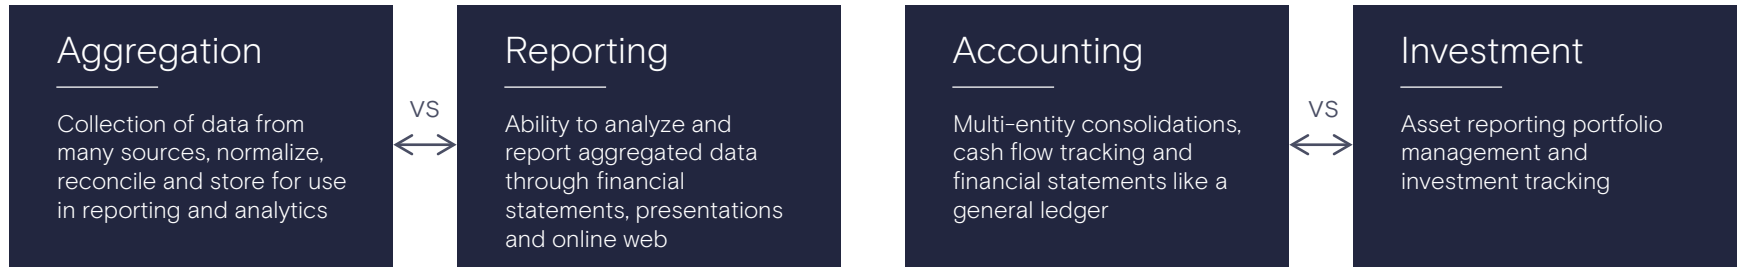 Aggregation
Collection of data from
many sources, normalize,
reconcile and store for use
in reporting and analytics
vs
Reporting
Ability to analyze and
report aggregated data
through financial
statements, presentations
and online web
Accounting
Multi-entity consolidations,
cash flow tracking and
financial statements like a
general ledger
vs
Investment
Asset reporting portfolio
management and
investment tracking